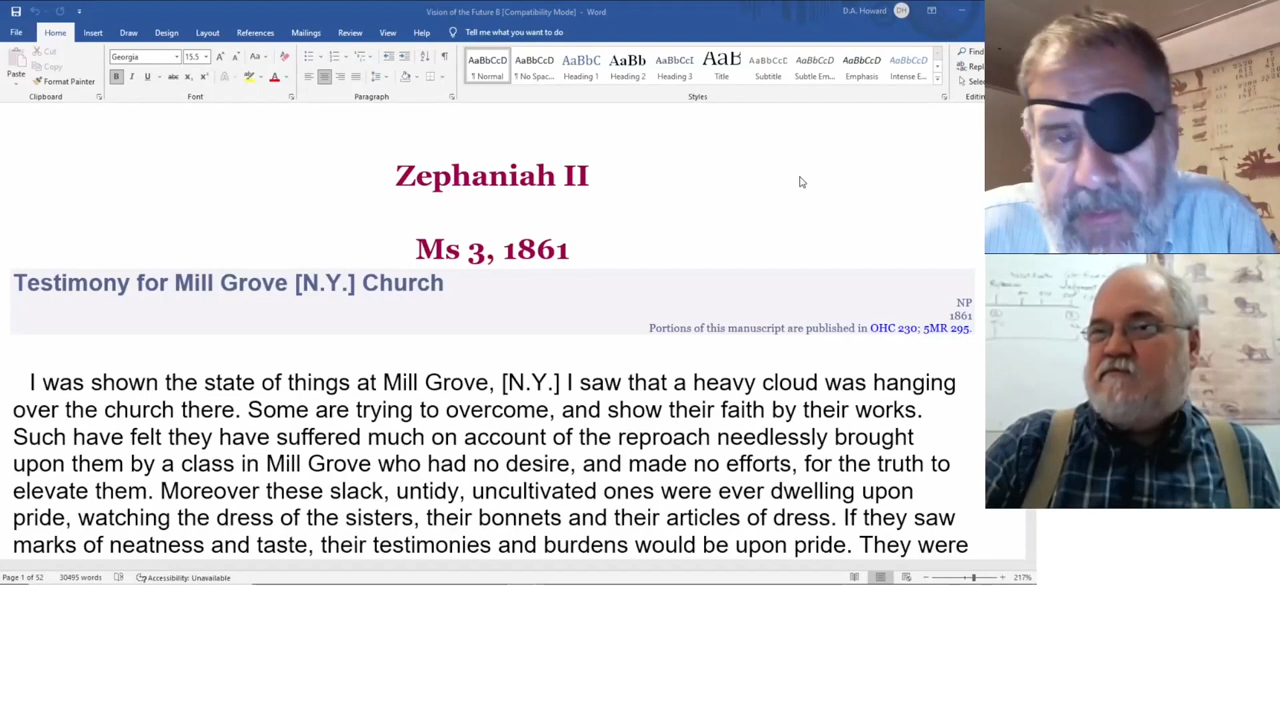 Vision of the Future B [Compatibility Mode] - Word
D.A. Howard DH
File Home Insert Draw Design Layout References Mailings Review View Help Tell me what you want to do
Cut
Copy
Format Painter
Paste
Clipboard
Georgia 15.5
Font
Paragraph
AaBbCcD AaBbCcD AaBbC AaBb AaBbCcI AaB AaBbCcD AaBbCcD AaBbCcD AaBbCcD
¶ Normal ¶ No Spac... Heading 1 Heading 2 Heading 3 Title Subtitle Subtle Em... Emphasis Intense E...
Styles
Find
Repl
Selec
Editin
Zephaniah II
Ms 3, 1861
Testimony for Mill Grove [N.Y.] Church
NP
1861
Portions of this manuscript are published in OHC 230; 5MR 295.
I was shown the state of things at Mill Grove, [N.Y.] I saw that a heavy cloud was hanging
over the church there. Some are trying to overcome, and show their faith by their works.
Such have felt they have suffered much on account of the reproach needlessly brought
upon them by a class in Mill Grove who had no desire, and made no efforts, for the truth to
elevate them. Moreover these slack, untidy, uncultivated ones were ever dwelling upon
pride, watching the dress of the sisters, their bonnets and their articles of dress. If they saw
marks of neatness and taste, their testimonies and burdens would be upon pride. They were
Page 1 of 52 30495 words Accessibility: Unavailable 217%